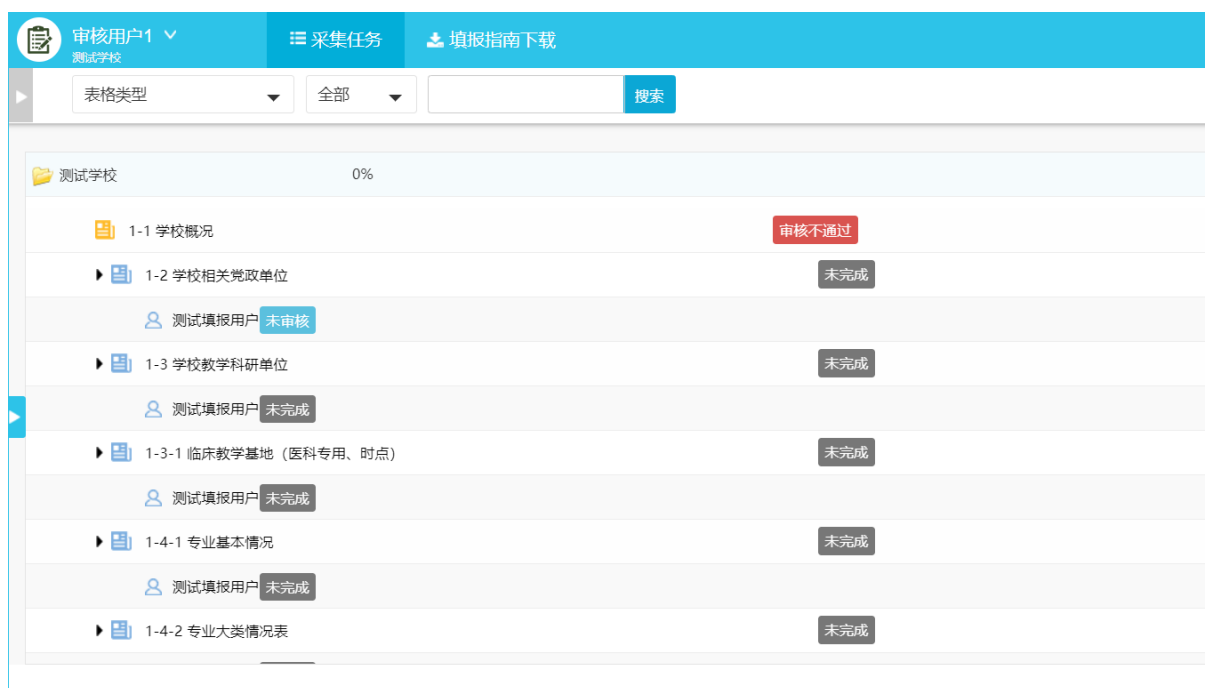 审核用户1
测试学校
采集任务
填报指南下载
表格类型
全部
搜索
测试学校 0%
1-1 学校概况 审核不通过
1-2 学校相关党政单位 未完成
测试填报用户 未审核
1-3 学校教学科研单位 未完成
测试填报用户 未完成
1-3-1 临床教学基地（医科专用、时点） 未完成
测试填报用户 未完成
1-4-1 专业基本情况 未完成
测试填报用户 未完成
1-4-2 专业大类情况表 未完成